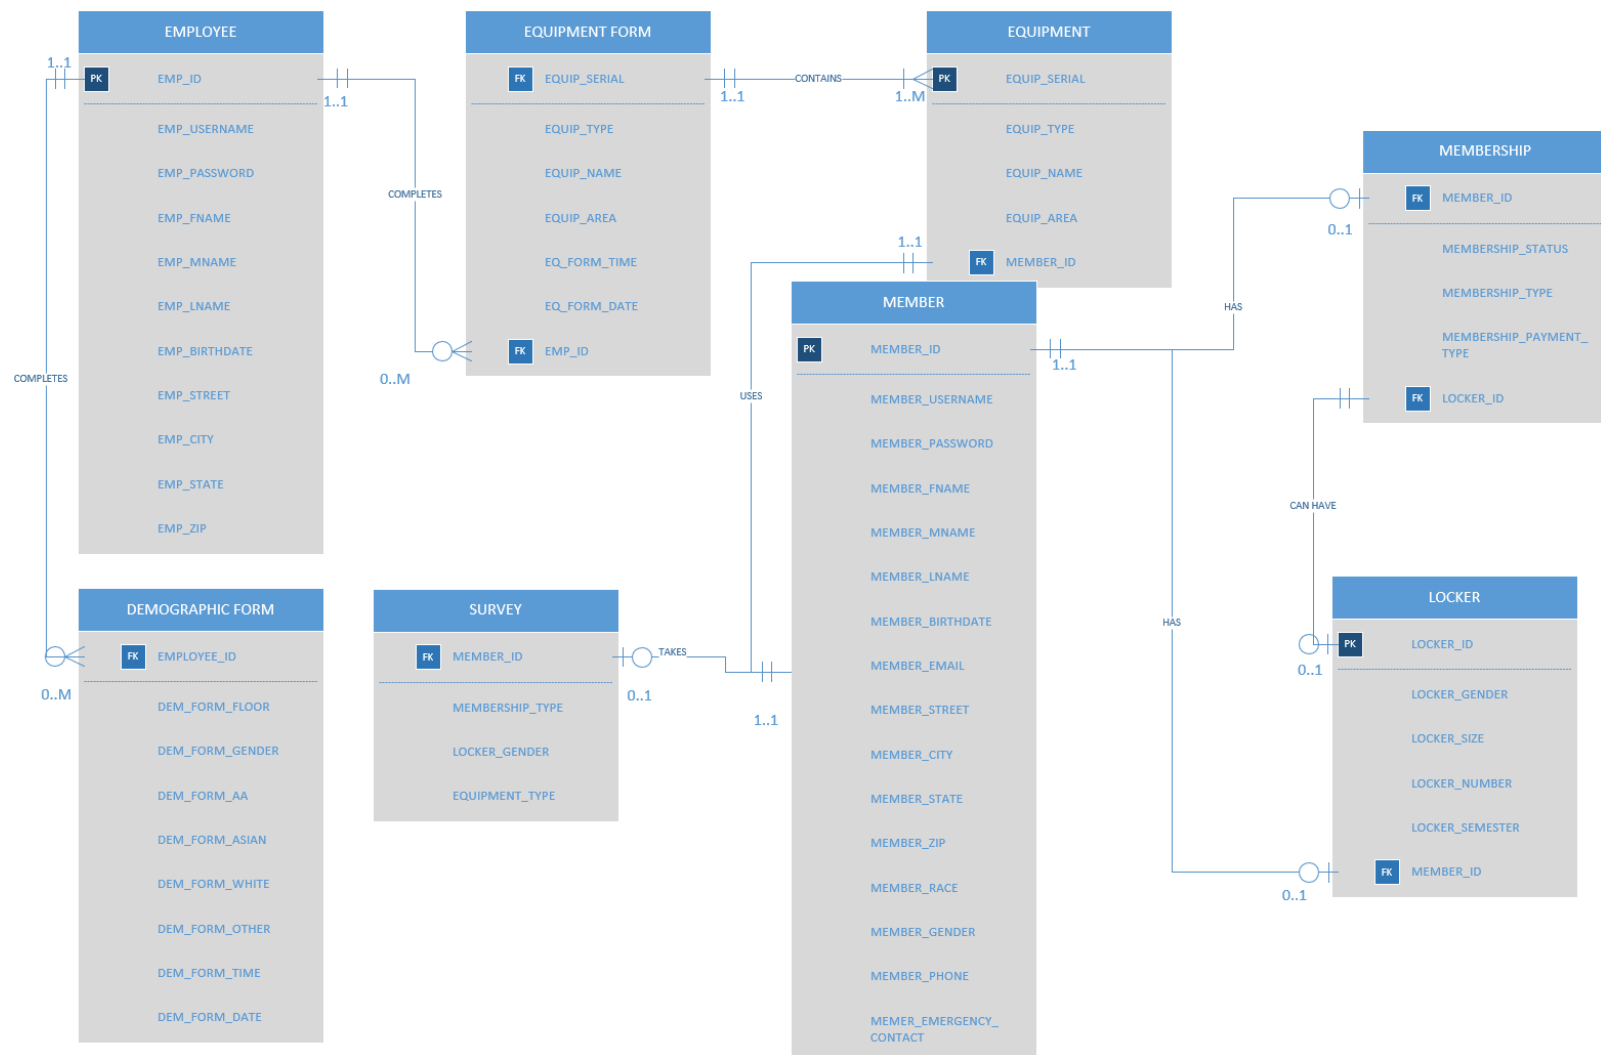 EMPLOYEE
1..1
PK
EMP_ID
1..1
EMP_USERNAME
EMP_PASSWORD
EMP_FNAME
EMP_MNAME
EMP_LNAME
EMP_BIRTHDATE
EMP_STREET
EMP_CITY
EMP_STATE
EMP_ZIP
COMPLETES
COMPLETES
0..M
EQUIPMENT FORM
FK
EQUIP_SERIAL
1..1
EQUIP_TYPE
EQUIP_NAME
EQUIP_AREA
EQ_FORM_TIME
EQ_FORM_DATE
FK
EMP_ID
CONTAINS
1..M
EQUIPMENT
PK
EQUIP_SERIAL
EQUIP_TYPE
EQUIP_NAME
EQUIP_AREA
1..1
FK
MEMBER_ID
USES
MEMBERSHIP
FK
MEMBER_ID
0..1
MEMBERSHIP_STATUS
MEMBERSHIP_TYPE
MEMBERSHIP_PAYMENT_
TYPE
FK
LOCKER_ID
HAS
CAN HAVE
MEMBER
PK
MEMBER_ID
1..1
MEMBER_USERNAME
MEMBER_PASSWORD
MEMBER_FNAME
MEMBER_MNAME
MEMBER_LNAME
MEMBER_BIRTHDATE
MEMBER_EMAIL
MEMBER_STREET
MEMBER_CITY
MEMBER_STATE
MEMBER_ZIP
MEMBER_RACE
MEMBER_GENDER
MEMBER_PHONE
MEMER_EMERGENCY_
CONTACT
HAS
DEMOGRAPHIC FORM
FK
EMPLOYEE_ID
0..M
DEM_FORM_FLOOR
DEM_FORM_GENDER
DEM_FORM_AA
DEM_FORM_ASIAN
DEM_FORM_WHITE
DEM_FORM_OTHER
DEM_FORM_TIME
DEM_FORM_DATE
SURVEY
FK
MEMBER_ID
TAKES
0..1
1..1
MEMBERSHIP_TYPE
LOCKER_GENDER
EQUIPMENT_TYPE
LOCKER
PK
LOCKER_ID
0..1
LOCKER_GENDER
LOCKER_SIZE
LOCKER_NUMBER
LOCKER_SEMESTER
FK
MEMBER_ID
0..1